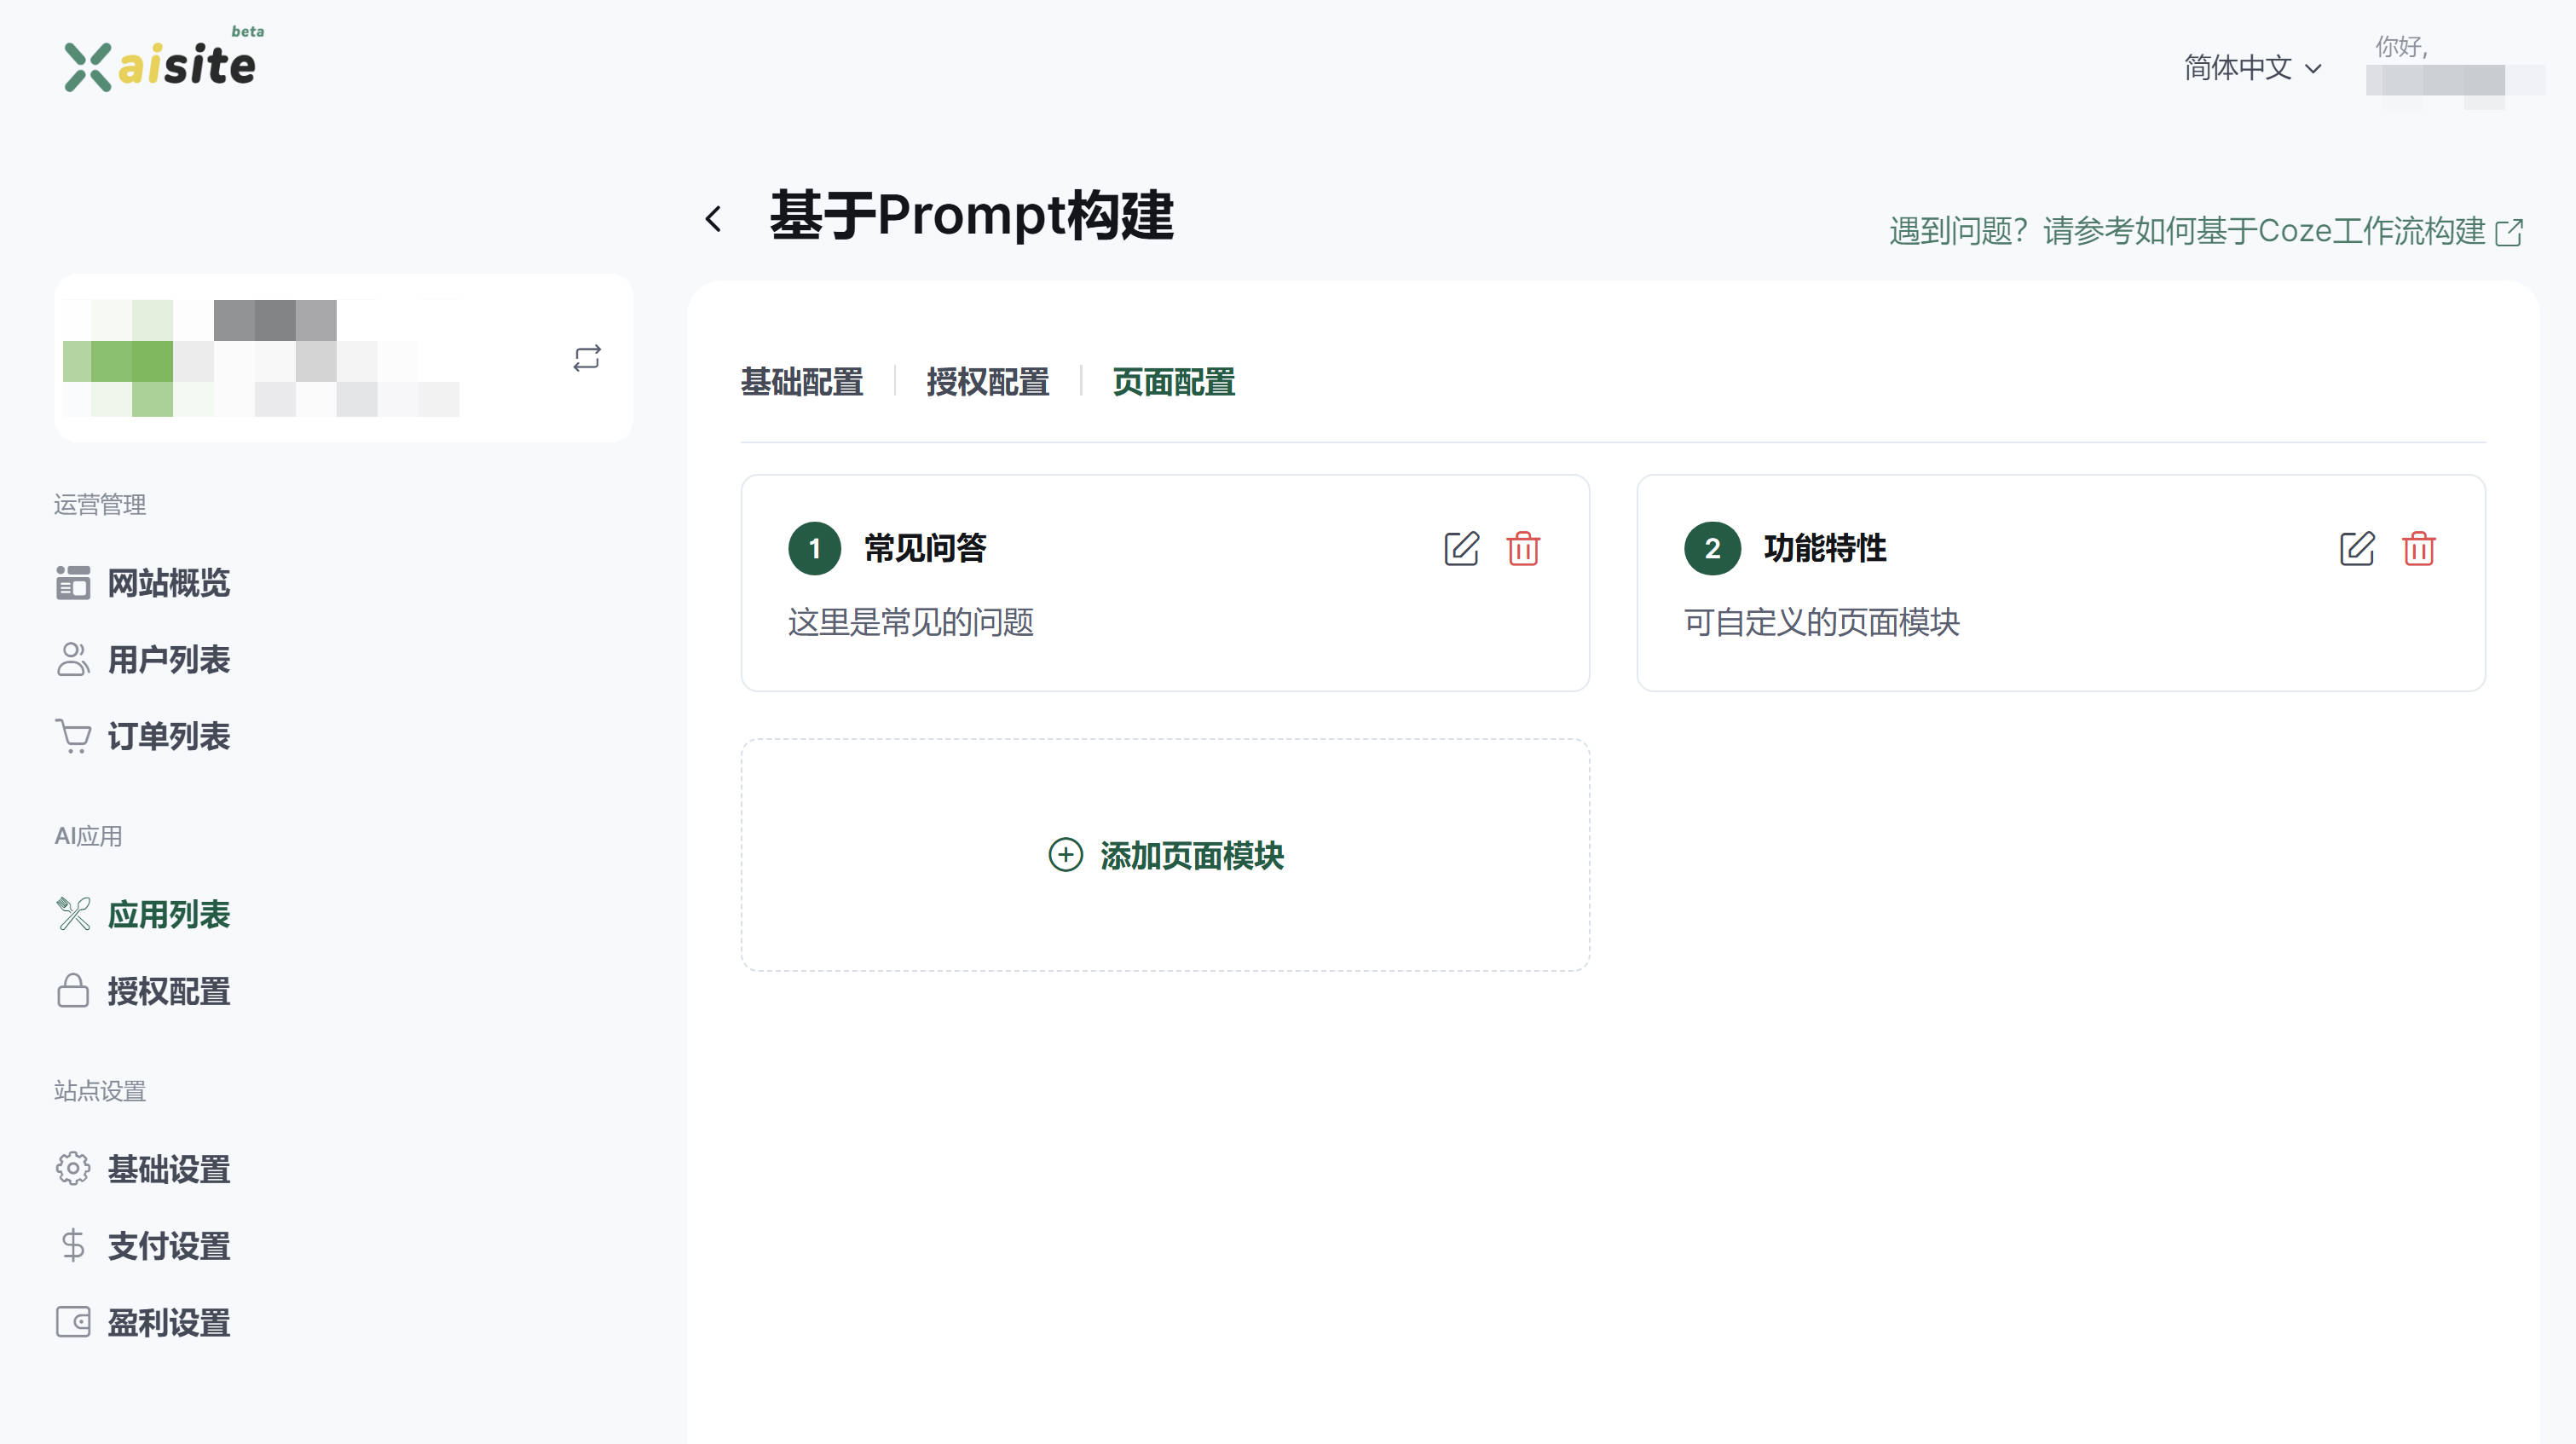 beta
aisite
简体中文
你好,
基于Prompt构建
遇到问题？请参考如何基于Coze工作流构建
运营管理
网站概览
用户列表
订单列表
AI应用
应用列表
授权配置
站点设置
基础设置
支付设置
盈利设置
基础配置
授权配置
页面配置
1 常见问答
这里是常见的问题
2 功能特性
可自定义的页面模块
添加页面模块